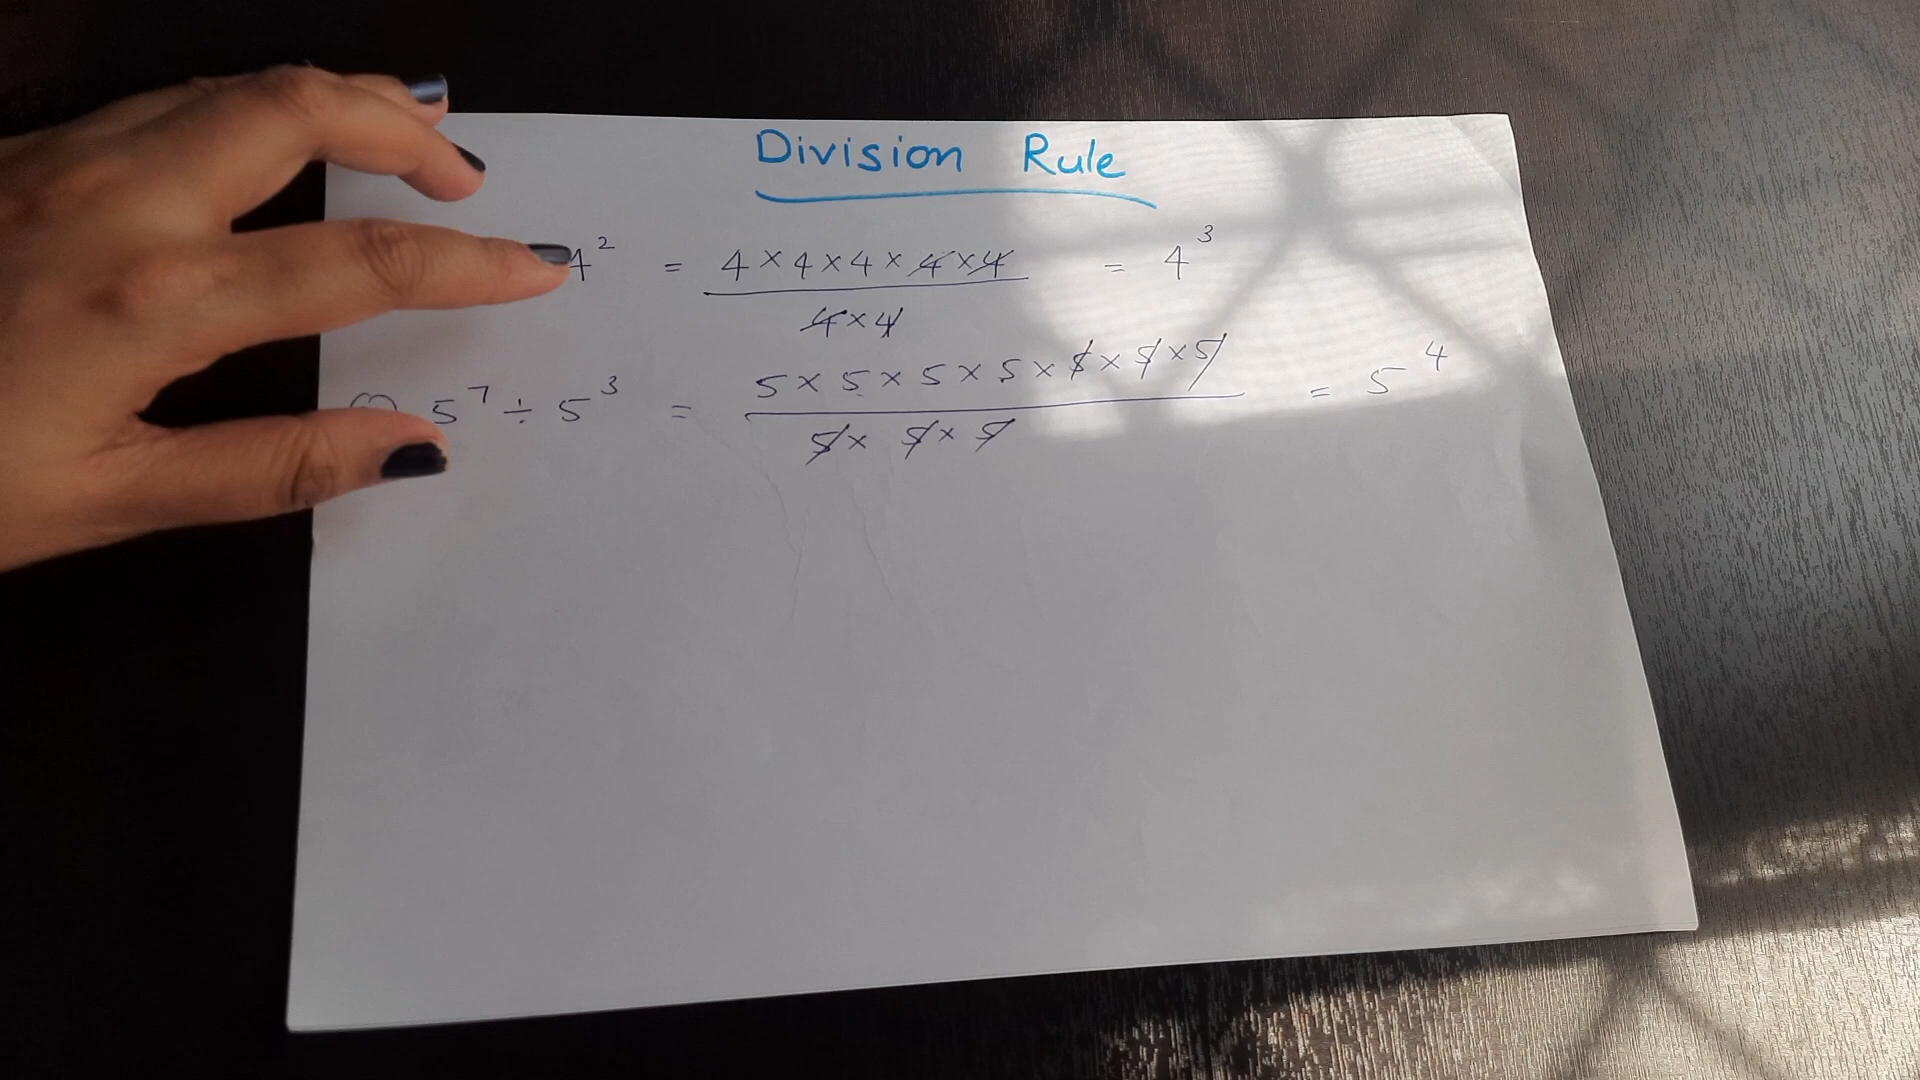 Division Rule
4² = 4 × 4 × 4 × 4 × 4 / 4 × 4 = 4³
5⁷ ÷ 5³ = 5 × 5 × 5 × 5 × 5 × 5 × 5 / 5 × 5 × 5 = 5⁴